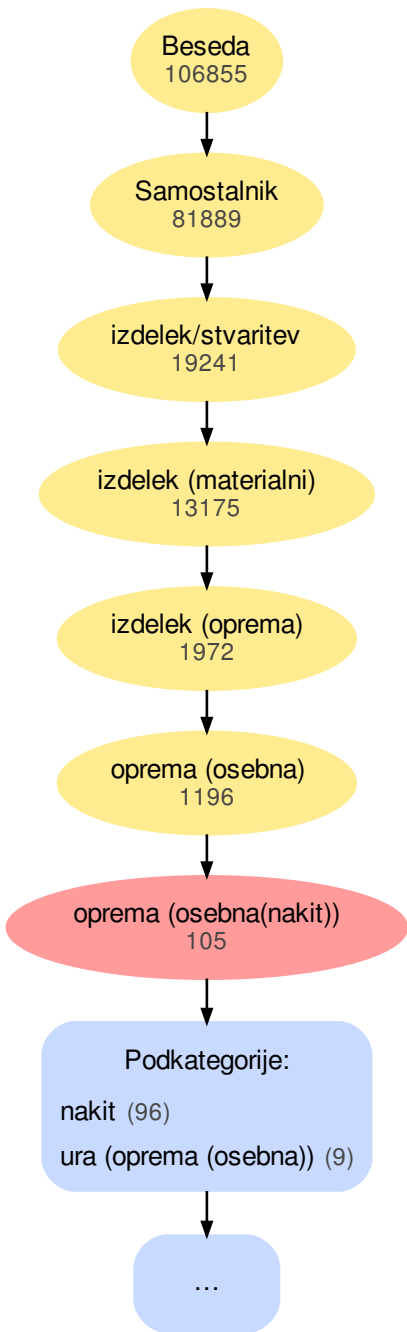 Beseda
106855
Samostalnik
81889
izdelek/stvaritev
19241
izdelek (materialni)
13175
izdelek (oprema)
1972
oprema (osebna)
1196
oprema (osebna(nakit))
105
Podkategorije:
nakit (96)
ura (oprema (osebna)) (9)
...